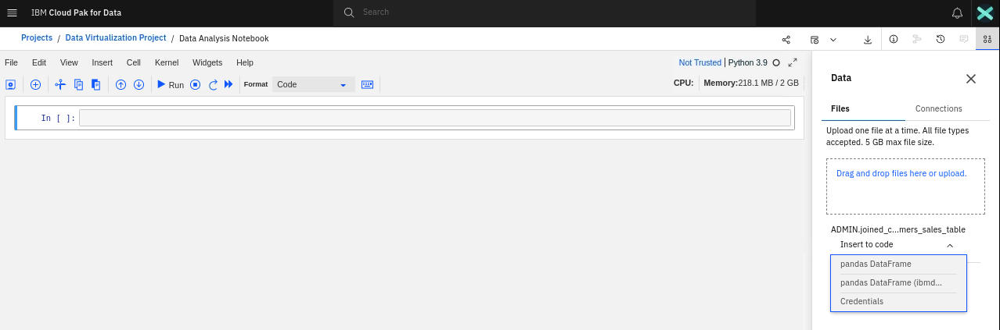 IBM Cloud Pak for Data
Search
Projects / Data Virtualization Project / Data Analysis Notebook
File Edit View Insert Cell Kernel Widgets Help
Not Trusted | Python 3.9
Run
Format
Code
CPU: Memory:218.1 MB / 2 GB
In [ ]:
Data
Files
Connections
Upload one file at a time. All file types
accepted. 5 GB max file size.
Drag and drop files here or upload.
ADMIN.joined_c...mers_sales_table
Insert to code
pandas DataFrame
pandas DataFrame (ibmd...
Credentials